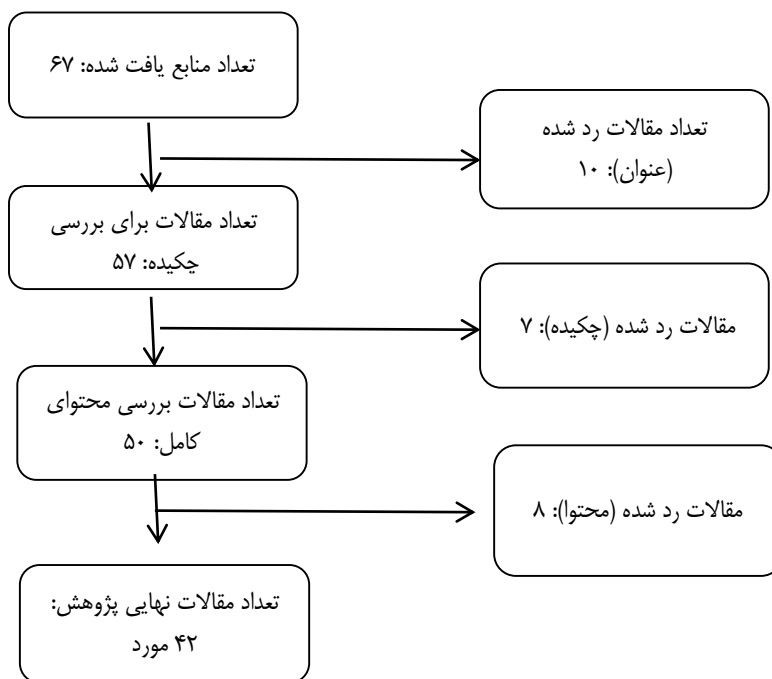 تعداد منابع یافت شده: ۶۷
تعداد مقالات رد شده
(عنوان): ۱۰
تعداد مقالات برای بررسی
چکیده: ۵۷
مقالات رد شده (چکیده): ۷
تعداد مقالات بررسی محتوای
کامل: ۵۰
مقالات رد شده (محتوا): ۸
تعداد مقالات نهایی پژوهش:
۴۲ مورد